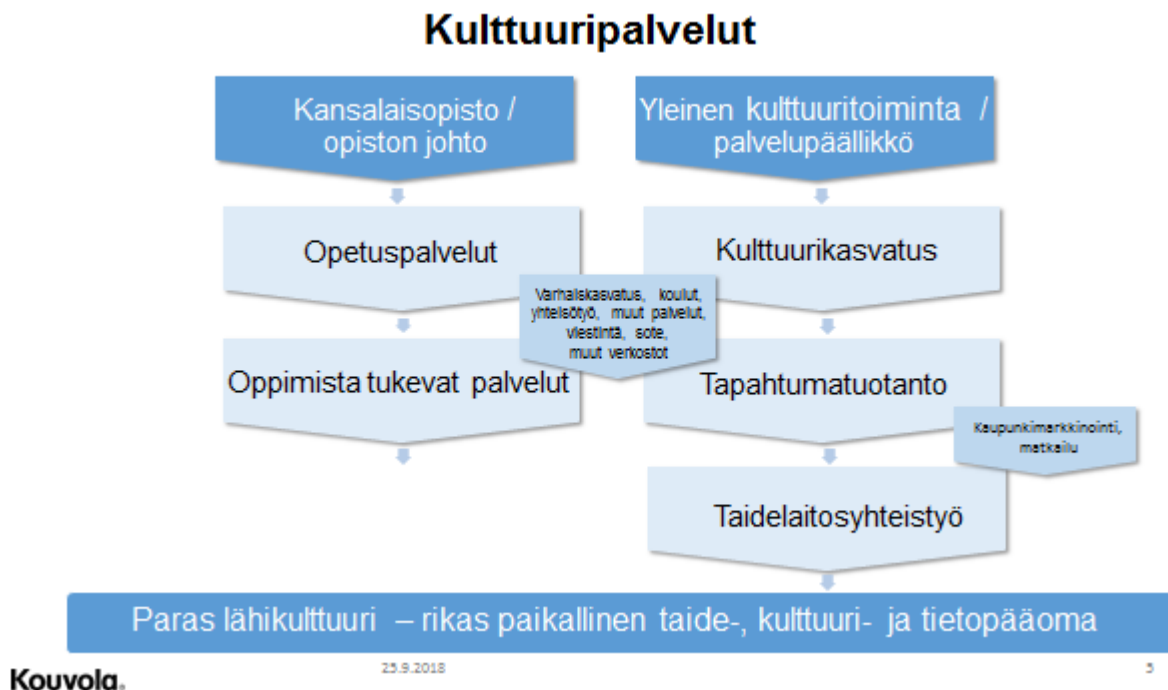 Kulttuuripalvelut
Kansalaisopisto /
opiston johto
Yleinen kulttuuritoiminta /
palvelupäällikkö
Opetuspalvelut
Kulttuurikasvatus
Varhaiskasvatus, koulut,
yhteisötyö, muut palvelut,
viestintä, sote,
muut verkostot
Oppimista tukevat palvelut
Tapahtumatuotanto
Kaupunkimarkkinointi,
matkailu
Taidelaitosyhteistyö
Paras lähikulttuuri – rikas paikallinen taide-, kulttuuri- ja tietopääoma
Kouvola.
25.9.2018
5